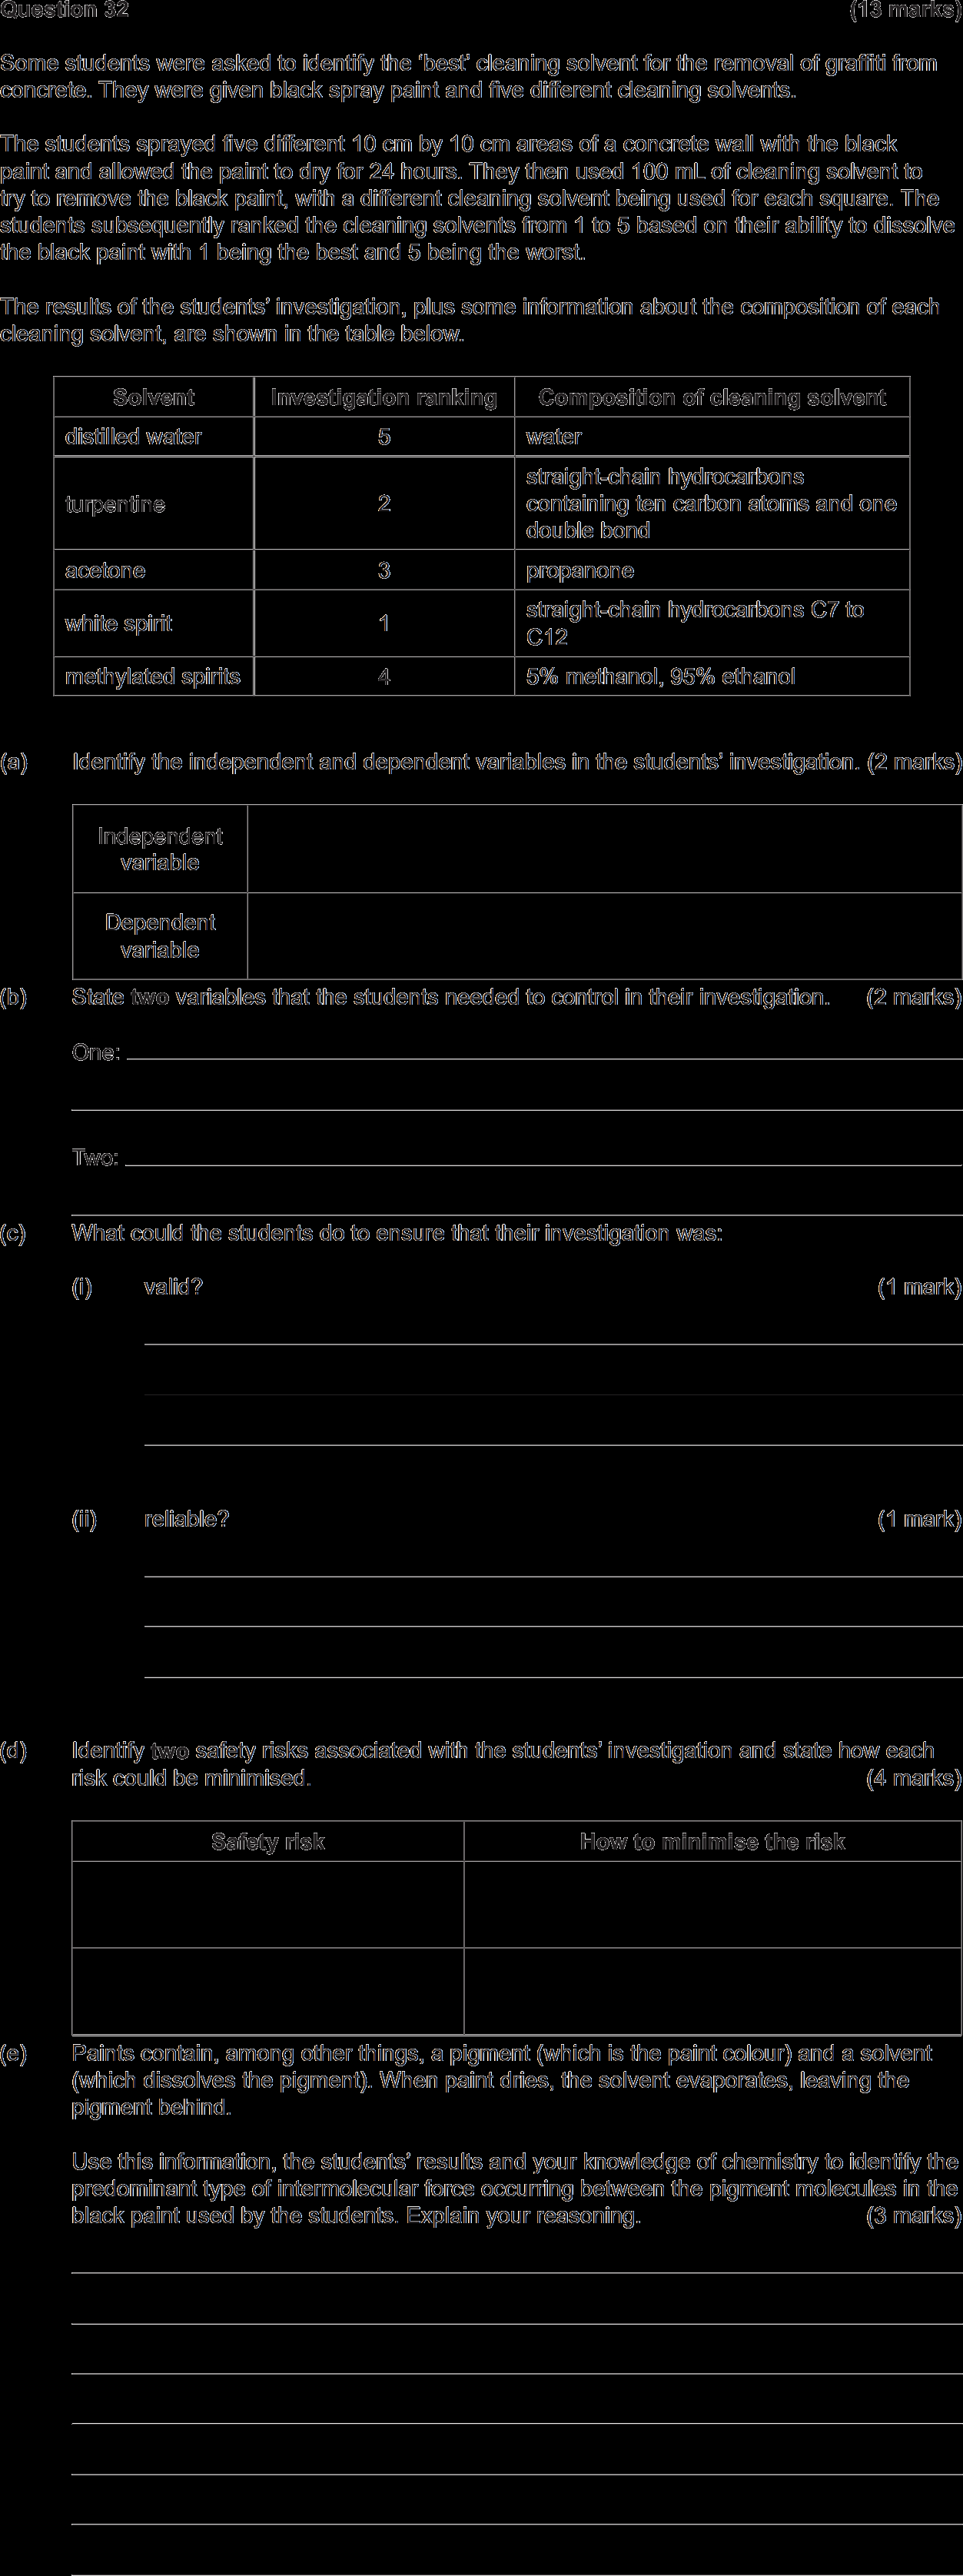 Question 32 (13 marks)
Some students were asked to identify the ‘best’ cleaning solvent for the removal of graffiti from
concrete. They were given black spray paint and five different cleaning solvents.
The students sprayed five different 10 cm by 10 cm areas of a concrete wall with the black
paint and allowed the paint to dry for 24 hours. They then used 100 mL of cleaning solvent to
try to remove the black paint, with a different cleaning solvent being used for each square. The
students subsequently ranked the cleaning solvents from 1 to 5 based on their ability to dissolve
the black paint with 1 being the best and 5 being the worst.
The results of the students’ investigation, plus some information about the composition of each
cleaning solvent, are shown in the table below.
Solvent Investigation ranking Composition of cleaning solvent
distilled water 5 water
straight-chain hydrocarbons
turpentine 2 containing ten carbon atoms and one
double bond
acetone 3 propanone
straight-chain hydrocarbons C7 to
white spirit 1
C12
methylated spirits 4 5% methanol, 95% ethanol
(a) Identify the independent and dependent variables in the students’ investigation. (2 marks)
Independent
variable
Dependent
variable
(b) State two variables that the students needed to control in their investigation. (2 marks)
One:
Two:
(c) What could the students do to ensure that their investigation was:
(i) valid? (1 mark)
(ii) reliable? (1 mark)
(d) Identify two safety risks associated with the students’ investigation and state how each
risk could be minimised. (4 marks)
Safety risk How to minimise the risk
(e) Paints contain, among other things, a pigment (which is the paint colour) and a solvent
(which dissolves the pigment). When paint dries, the solvent evaporates, leaving the
pigment behind.
Use this information, the students’ results and your knowledge of chemistry to identify the
predominant type of intermolecular force occurring between the pigment molecules in the
black paint used by the students. Explain your reasoning. (3 marks)